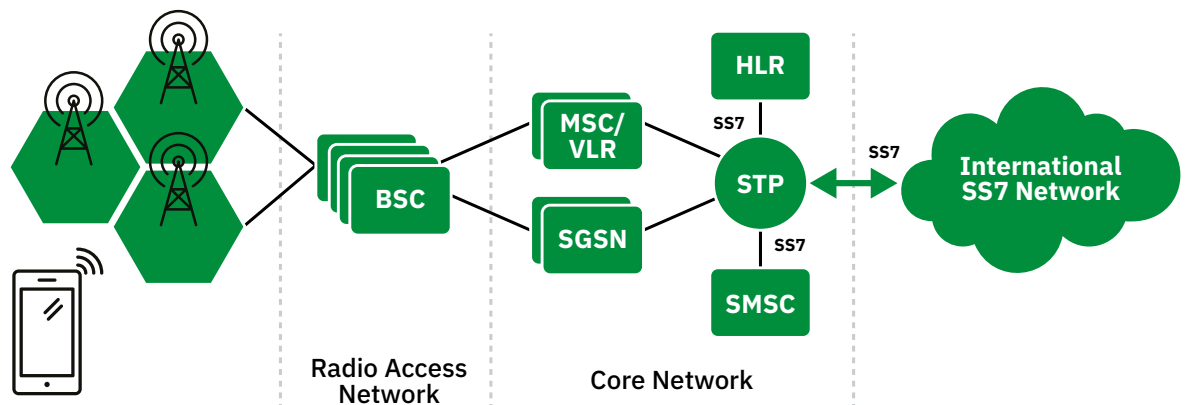 HLR
SS7
MSC/
VLR
BSC
STP
SS7
International
SS7 Network
SGSN
SS7
SMSC
Radio Access
Network
Core Network